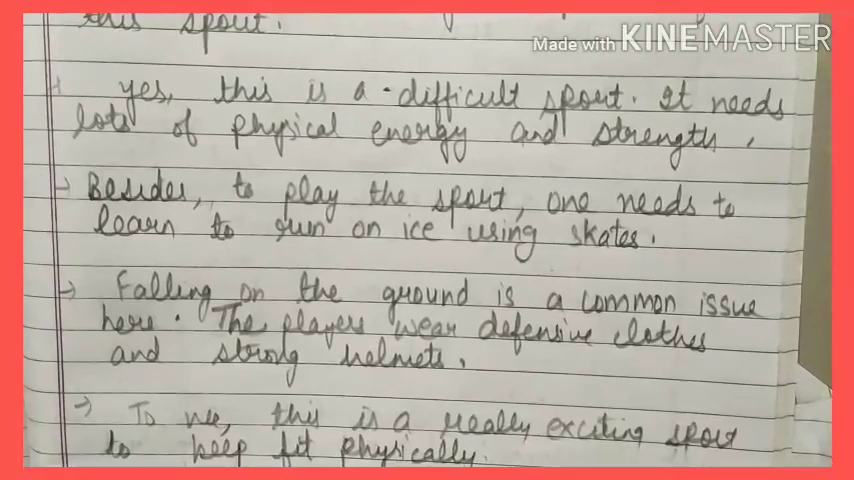 this sport.
Made with KINEMASTER
yes, this is a difficult sport. It needs
lots of physical energy and strength.
→ Besides, to play the sport, one needs to
learn to run on ice using skates.
→ Falling on the ground is a common issue
here. The players wear defensive clothes
and strong helmets.
→ To me, this is a really exciting sport
to keep fit physically.